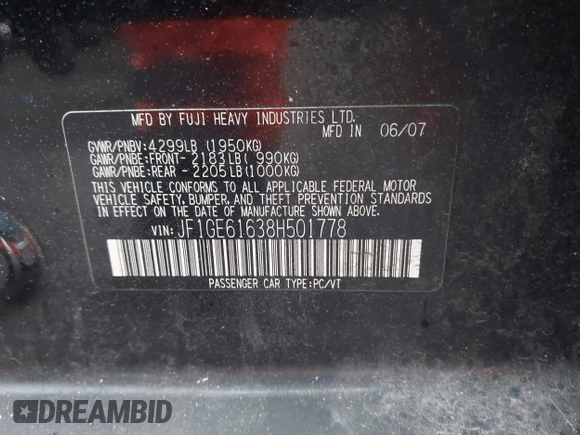 MFD BY FUJI HEAVY INDUSTRIES LTD.
MFD IN 06/07
GVWR/PNBV: 4299LB (1950KG)
GAWR/PNBE: FRONT- 2183LB( 990KG)
GAWR/PNBE: REAR - 2205LB(1000KG)
THIS VEHICLE CONFORMS TO ALL APPLICABLE FEDERAL MOTOR
VEHICLE SAFETY, BUMPER, AND THEFT PREVENTION STANDARDS
IN EFFECT ON THE DATE OF MANUFACTURE SHOWN ABOVE.
VIN: JF1GE61638H501778
PASSENGER CAR TYPE:PC/VT
DREAMBID